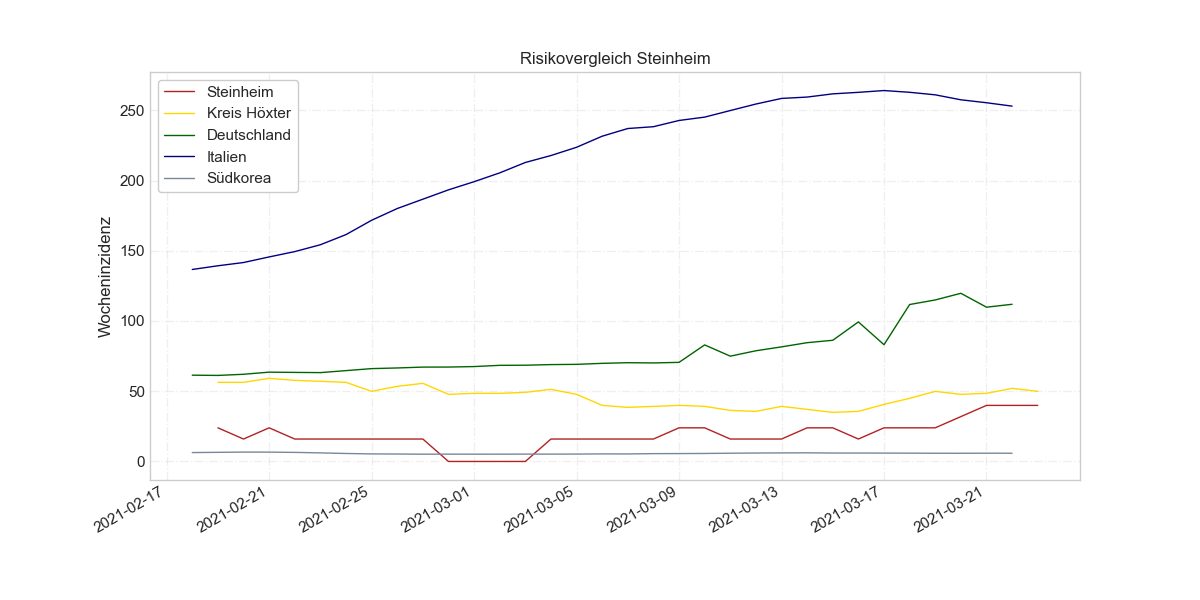 Risikovergleich Steinheim
Steinheim
Kreis Höxter
Deutschland
Italien
Südkorea
Wocheninzidenz
250
200
150
100
50
0
2021-02-17
2021-02-21
2021-02-25
2021-03-01
2021-03-05
2021-03-09
2021-03-13
2021-03-17
2021-03-21